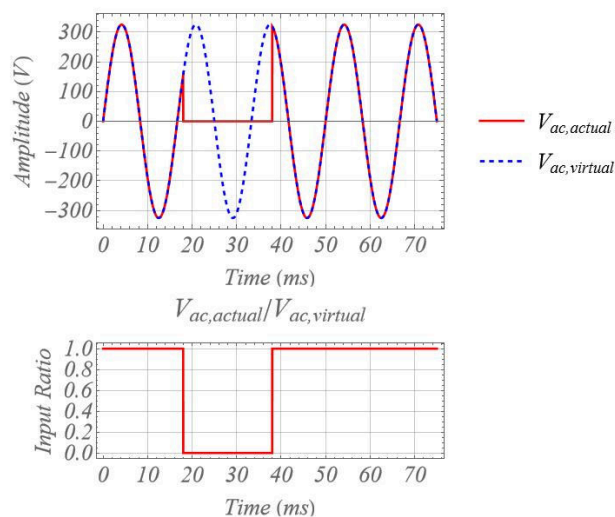 Amplitude (V)
300
200
100
0
−100
−200
−300
0 10 20 30 40 50 60 70
Time (ms)
V_ac,actual
V_ac,virtual
V_ac,actual/V_ac,virtual
Input Ratio
1.0
0.8
0.6
0.4
0.2
0.0
0 10 20 30 40 50 60 70
Time (ms)